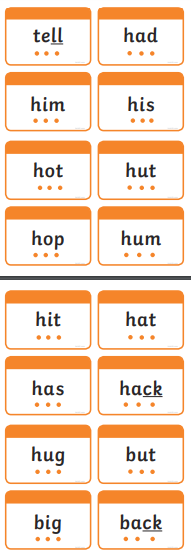 tell had
him his
hot hut
hop hum
hit hat
has hack
hug but
big back